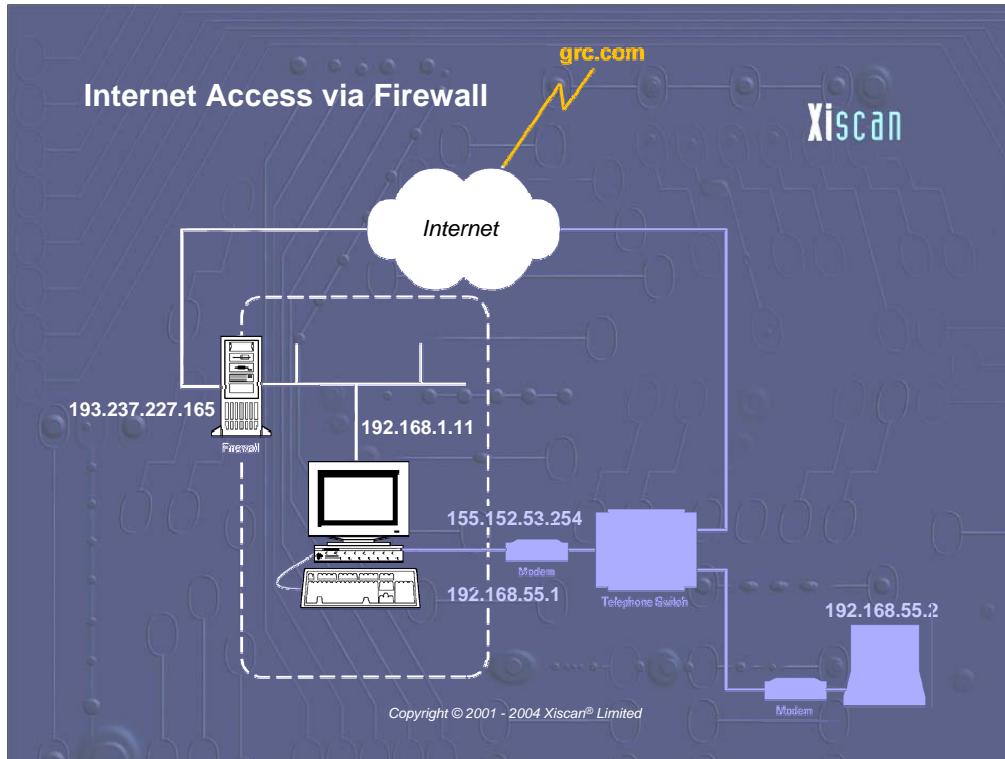 grc.com
Internet Access via Firewall
Xiscan
Internet
193.237.227.165
Firewall
192.168.1.11
155.152.53.254
Modem
192.168.55.1
Telephone Switch
192.168.55.2
Modem
Copyright © 2001 - 2004 Xiscan® Limited